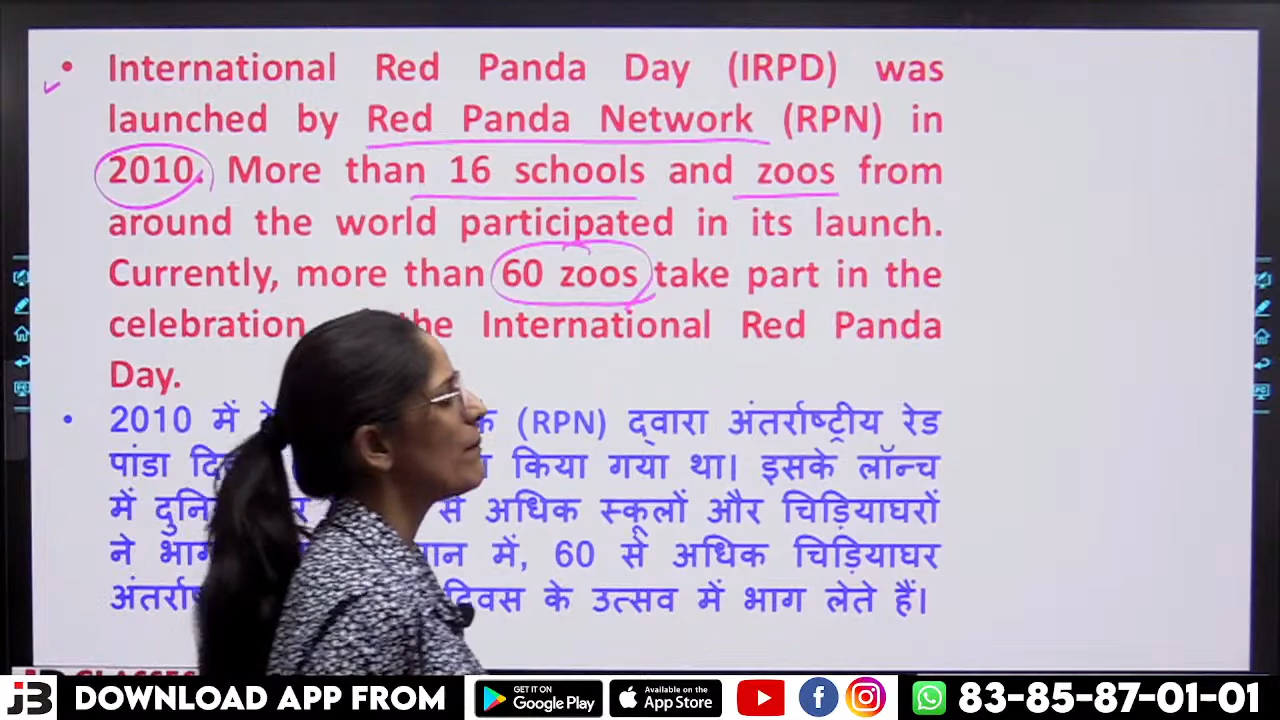 • International Red Panda Day (IRPD) was
launched by Red Panda Network (RPN) in
2010. More than 16 schools and zoos from
around the world participated in its launch.
Currently, more than 60 zoos take part in the
celebration the International Red Panda
Day.
• 2010 में (RPN) द्वारा अंतर्राष्ट्रीय रेड
पांडा किया गया था। इसके लॉन्च
में से अधिक स्कूलों और चिड़ियाघरों
ने में, 60 से अधिक चिड़ियाघर
दिवस के उत्सव में भाग लेते हैं।
JB DOWNLOAD APP FROM GET IT ON Google Play Available on the App Store 83-85-87-01-01